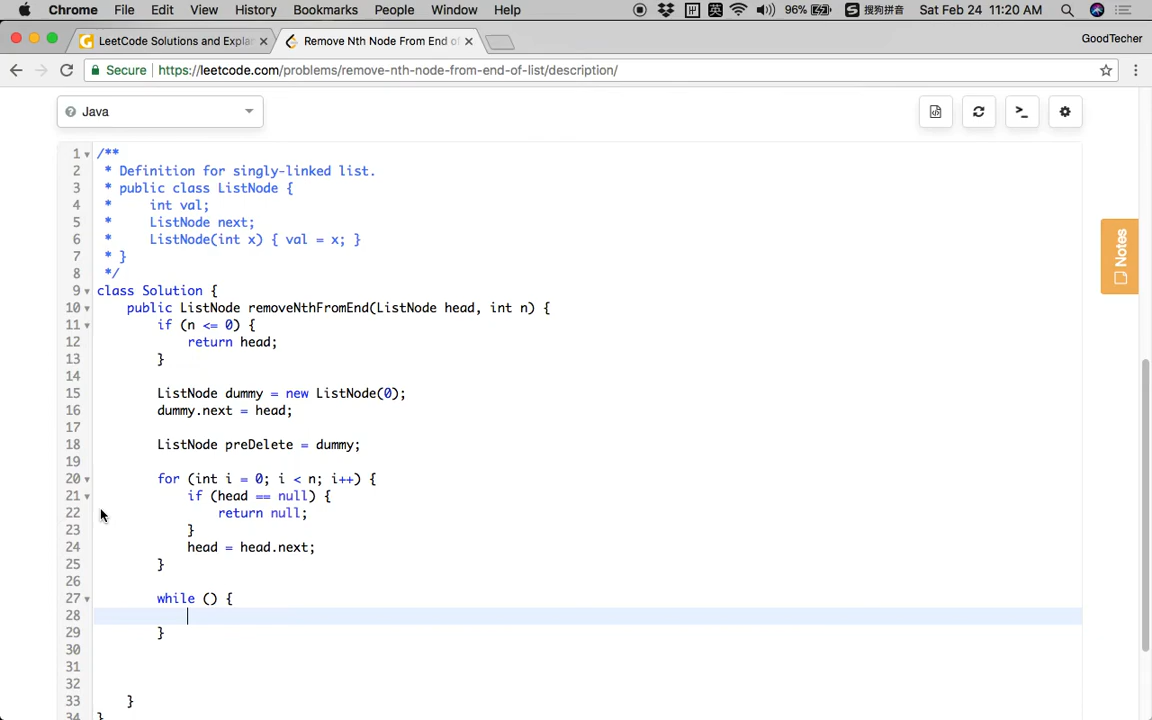 Chrome File Edit View History Bookmarks People Window Help 英 96% 搜狗拼音 Sat Feb 24 11:20 AM
LeetCode Solutions and Explar Remove Nth Node From End of GoodTecher
Secure https://leetcode.com/problems/remove-nth-node-from-end-of-list/description/
Java
1 /**
2 * Definition for singly-linked list.
3 * public class ListNode {
4 * int val;
5 * ListNode next;
6 * ListNode(int x) { val = x; }
7 * }
8 */
9 class Solution {
10 public ListNode removeNthFromEnd(ListNode head, int n) {
11 if (n <= 0) {
12 return head;
13 }
14
15 ListNode dummy = new ListNode(0);
16 dummy.next = head;
17
18 ListNode preDelete = dummy;
19
20 for (int i = 0; i < n; i++) {
21 if (head == null) {
22 return null;
23 }
24 head = head.next;
25 }
26
27 while () {
28
29 }
30
31
32
33 }
34 }
Notes